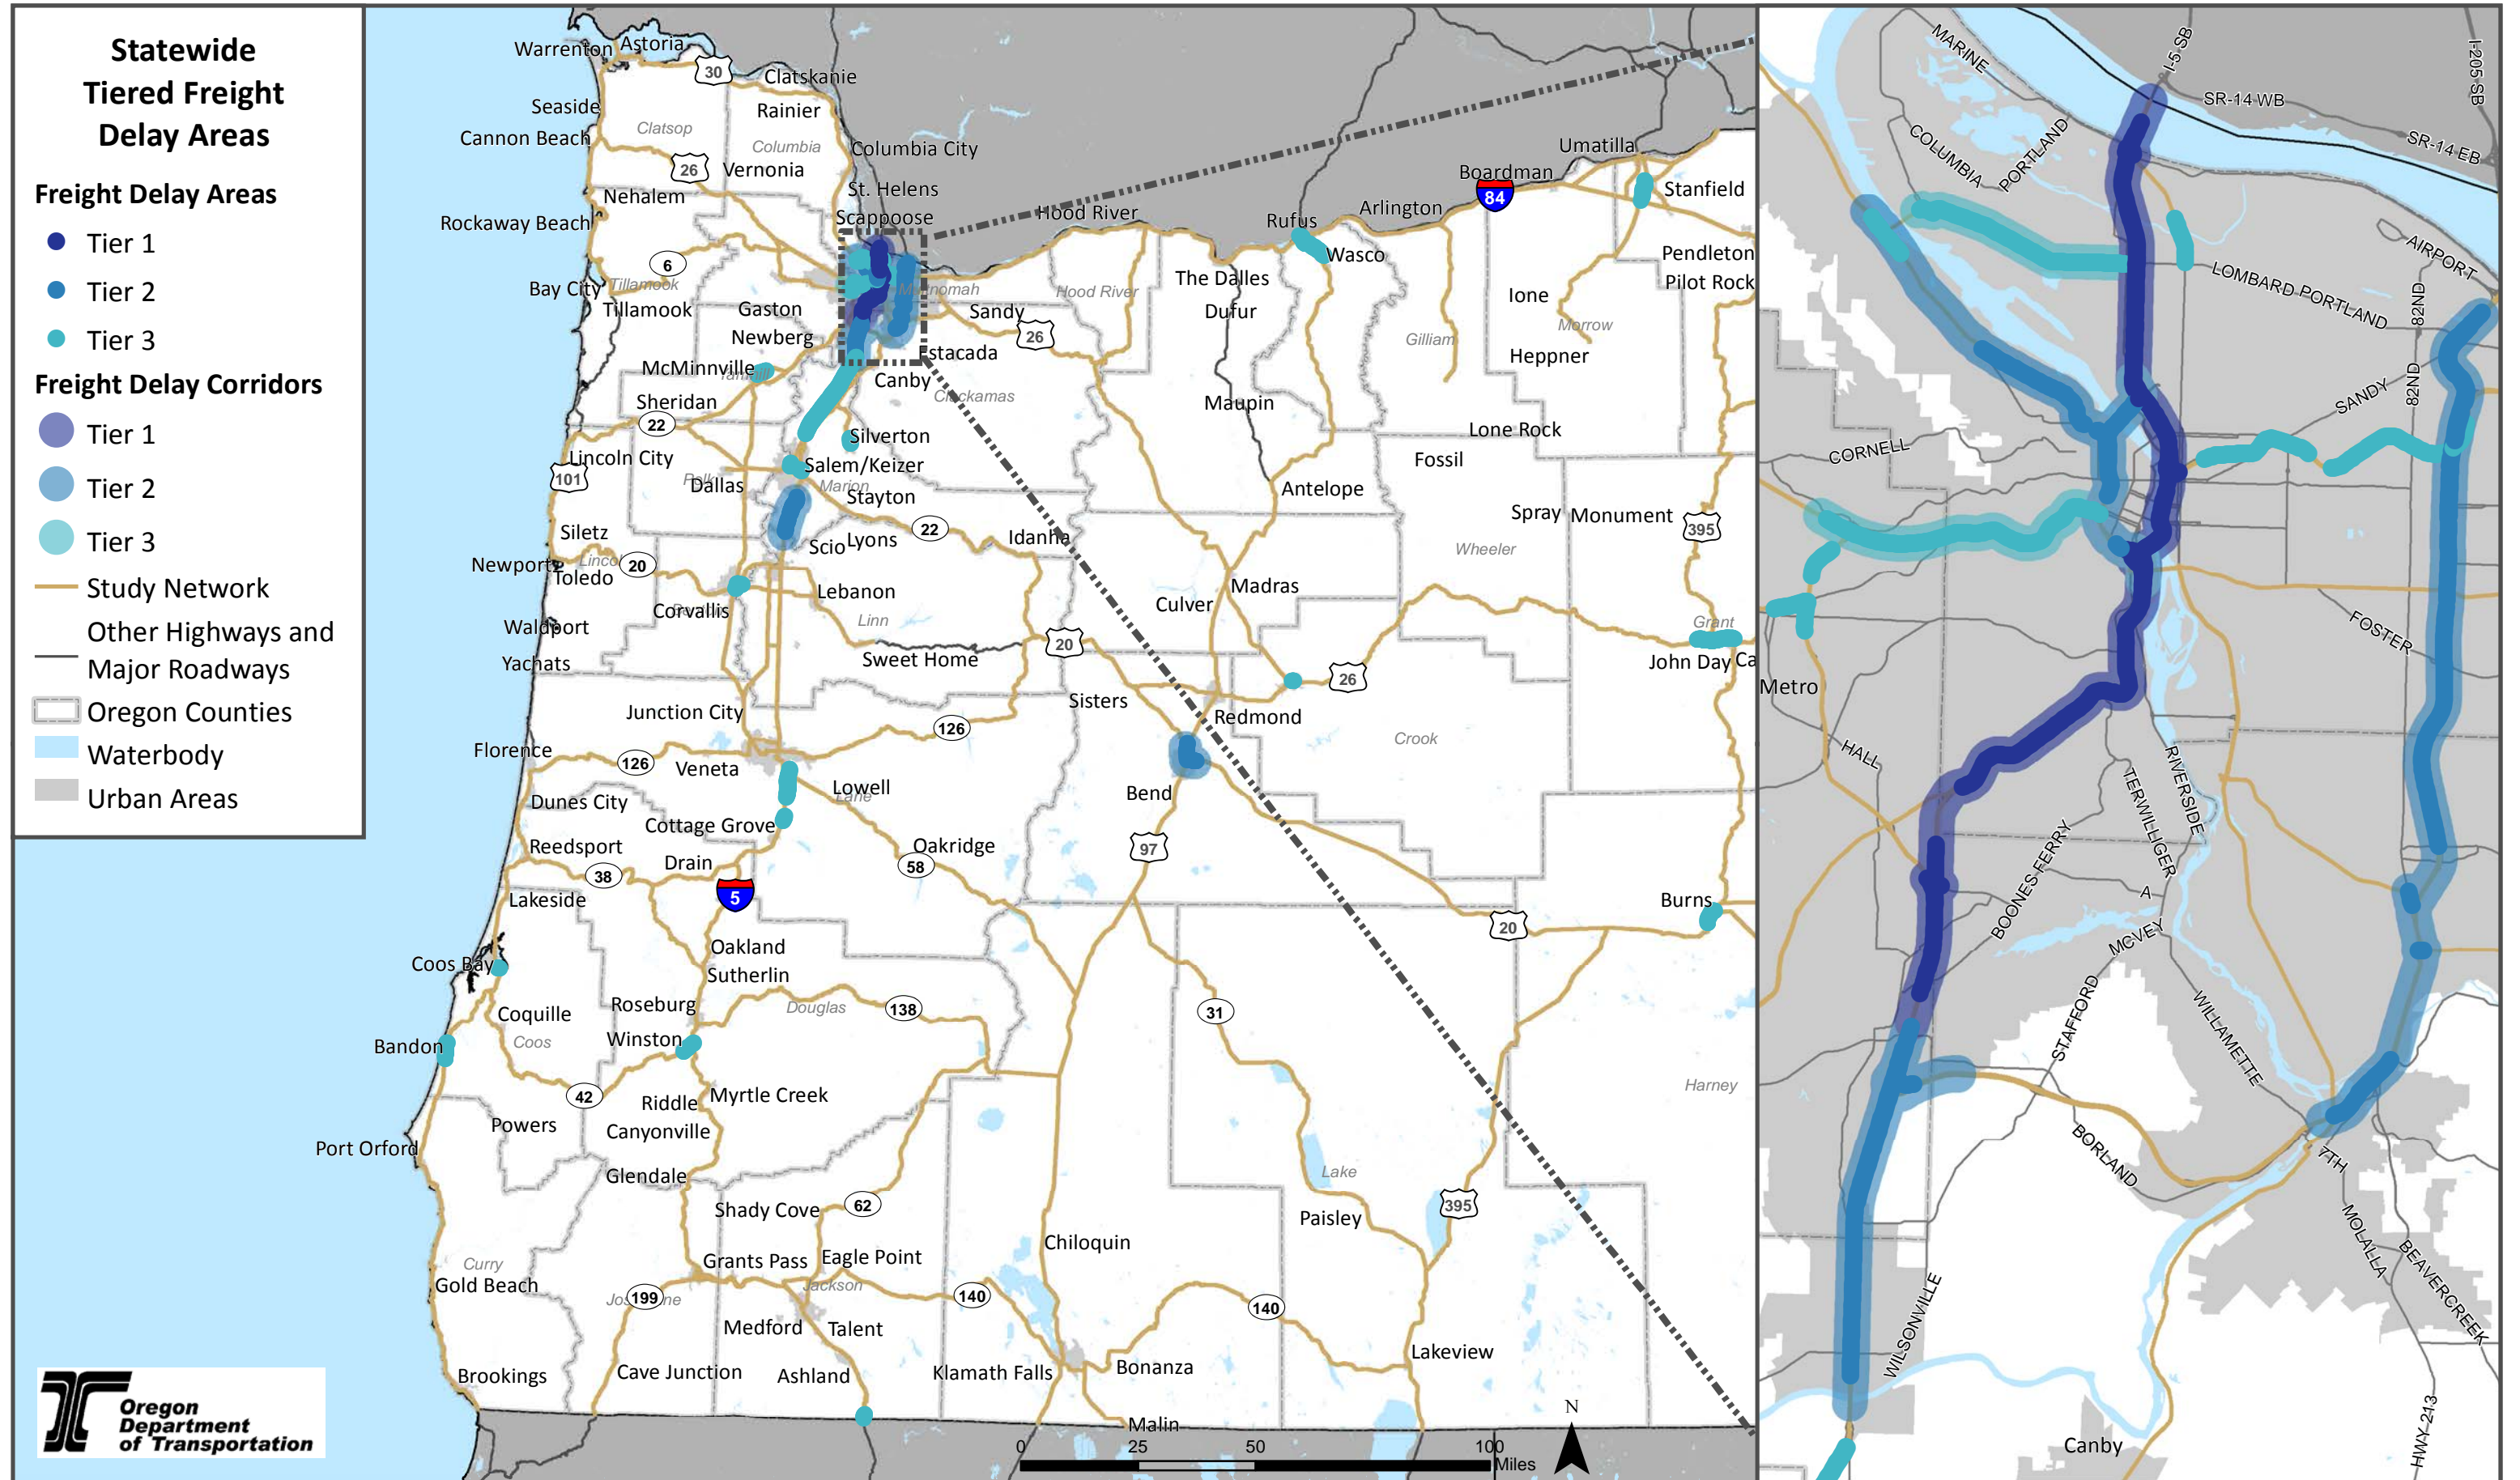 Statewide
Tiered Freight
Delay Areas
Freight Delay Areas
Tier 1
Tier 2
Tier 3
Freight Delay Corridors
Tier 1
Tier 2
Tier 3
Study Network
Other Highways and
Major Roadways
Oregon Counties
Waterbody
Urban Areas
Oregon
Department
of Transportation
Warrenton
Astoria
30
Clatskanie
Seaside
Rainier
Clatsop
Cannon Beach
Columbia
Columbia City
26
Vernonia
St. Helens
Nehalem
Scappoose
Rockaway Beach
Hood River
Rufus
Arlington
Boardman
84
Umatilla
Stanfield
6
Wasco
Pendleton
Bay City
Tillamook
Tillamook
Gaston
The Dalles
Hood River
Pilot Rock
Ione
Newberg
Sandy
Dufur
Gilliam
Morrow
26
Estacada
Heppner
McMinnville
Canby
Clackamas
Sheridan
Maupin
22
Silverton
Lone Rock
Lincoln City
Salem/Keizer
Fossil
101
Dallas
Marion
Stayton
Antelope
Siletz
22
Spray
Monument
395
Scio
Lyons
Idanha
Wheeler
Newport
20
Toledo
Lebanon
Madras
Corvallis
Culver
Linn
Grant
Waldport
20
Yachats
Sweet Home
John Day
Ca
26
Sisters
Junction City
Redmond
126
Crook
Florence
126
Veneta
Lowell
Lane
Bend
Dunes City
Cottage Grove
Reedsport
Drain
Oakridge
97
38
58
5
Lakeside
Burns
20
Oakland
Coos Bay
Sutherlin
Roseburg
Coquille
Douglas
138
31
Coos
Winston
Bandon
42
Riddle
Myrtle Creek
Harney
Powers
Canyonville
Port Orford
Glendale
Lake
Shady Cove
62
395
Paisley
Chiloquin
Grants Pass
Eagle Point
Curry
Gold Beach
199
Jackson
140
140
Medford
Talent
Lakeview
Brookings
Cave Junction
Ashland
Klamath Falls
Bonanza
Malin
N
0
25
50
100
Miles
MARINE
I-5 SB
I-205 SB
SR-14 WB
SR-14 EB
COLUMBIA
PORTLAND
AIRPORT
LOMBARD PORTLAND
82ND
82ND
SANDY
CORNELL
FOSTER
Metro
HALL
RIVERSIDE
TERWILLIGER
BOONES FERRY
A
MCVEY
STAFFORD
WILLAMETTE
BORLAND
7TH
MOLALLA
BEAVERCREEK
WILSONVILLE
HWY-213
Canby